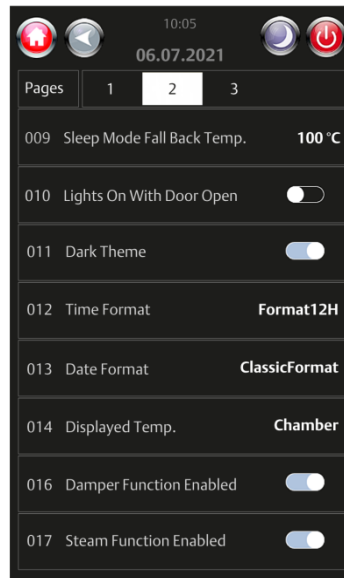 10:05
06.07.2021
Pages 1 2 3
009 Sleep Mode Fall Back Temp. 100 °C
010 Lights On With Door Open
011 Dark Theme
012 Time Format Format12H
013 Date Format ClassicFormat
014 Displayed Temp. Chamber
016 Damper Function Enabled
017 Steam Function Enabled